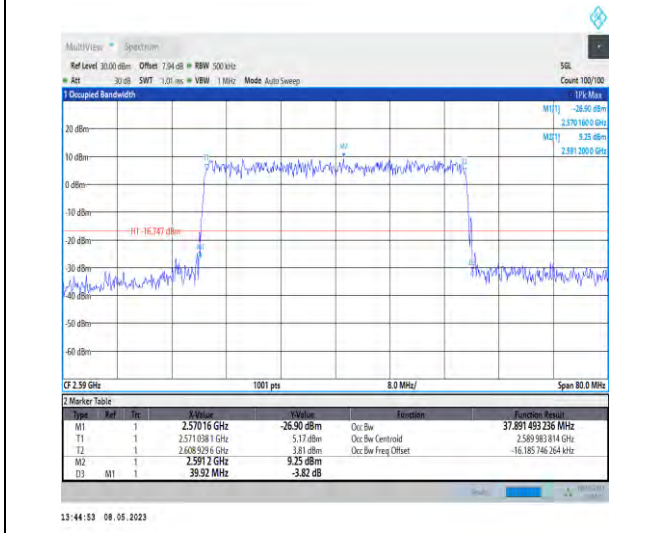 MultiView Spectrum
Ref Level 30.00 dBm Offset 7.94 dB RBW 500 kHz SGL
Att 30 dB SWT 1.01 ms VBW 1 MHz Mode Auto Sweep Count 100/100
1 Occupied Bandwidth 1Pk Max
M1[1] -26.90 dBm
2.570 160 0 GHz
M2[1] 9.25 dBm
2.591 200 0 GHz
20 dBm
M2
10 dBm
T1
0 dBm
-10 dBm
H1 -16.747 dBm
-20 dBm
-30 dBm
-40 dBm
-50 dBm
-60 dBm
CF 2.59 GHz 1001 pts 8.0 MHz/ Span 80.0 MHz
2 Marker Table
Type Ref Trc X-Value Y-Value Function Function Result
M1 1 2.57016 GHz -26.90 dBm Occ Bw 37.891 493 236 MHz
T1 1 2.571 038 1 GHz 5.17 dBm Occ Bw Centroid 2.589 983 814 GHz
T2 1 2.608 929 6 GHz 3.81 dBm Occ Bw Freq Offset -16.185 746 264 kHz
M2 1 2.591 2 GHz 9.25 dBm
D3 M1 1 39.92 MHz -3.82 dB
13:44:53 08.05.2023